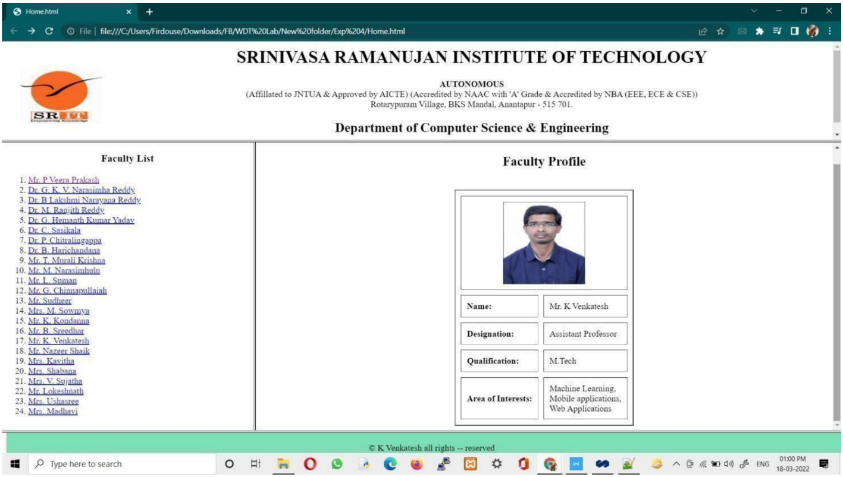 Home.html
File | file:///C:/Users/Firdouse/Downloads/FB/WDT%20Lab/New%20folder/Exp%204/Home.html
SRIT
SRINIVASA RAMANUJAN INSTITUTE OF TECHNOLOGY
AUTONOMOUS
(Affillated to JNTUA & Approved by AICTE) (Accredited by NAAC with 'A' Grade & Accredited by NBA (EEE, ECE & CSE))
Rotarypuram Village, BKS Mandal, Anantapur - 515 701.
Department of Computer Science & Engineering
Faculty List
1. Mr. P Veera Prakash
2. Dr. G. K. V. Narasimha Reddy
3. Dr. B Lakshmi Narayana Reddy
4. Dr. M. Ranjith Reddy
5. Dr. G. Hemanth Kumar Yadav
6. Dr. C. Sasikala
7. Dr. P. Chitralingappa
8. Dr. B. Harichandana
9. Mr. T. Murali Krishna
10. Mr. M. Narasimhulu
11. Mr. L. Suman
12. Mr. G. Chinnapullaiah
13. Mr. Sudheer
14. Mrs. M. Sowmya
15. Mr. K. Kondanna
16. Mr. B. Sreedhar
17. Mr. K. Venkatesh
18. Mr. Nazeer Shaik
19. Mrs. Kavitha
20. Mrs. Shabana
21. Mrs. V. Sujatha
22. Mr. Lokeshnath
23. Mrs. Ushasree
24. Mrs. Madhavi
Faculty Profile
Name: Mr. K Venkatesh
Designation: Assistant Professor
Qualification: M.Tech
Area of Interests: Machine Learning,
Mobile applications,
Web Applications
© K Venkatesh all rights -- reserved
Type here to search
ENG
01:00 PM
18-03-2022